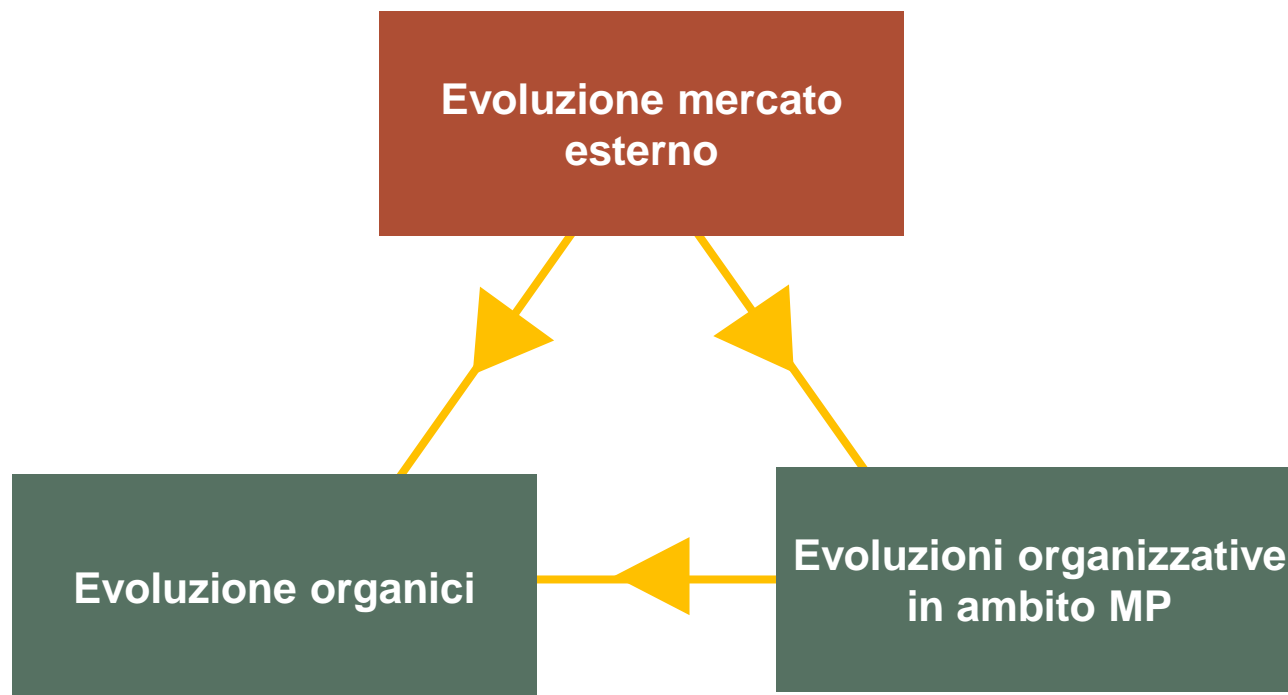 Evoluzione mercato
esterno
Evoluzione organici
Evoluzioni organizzative
in ambito MP